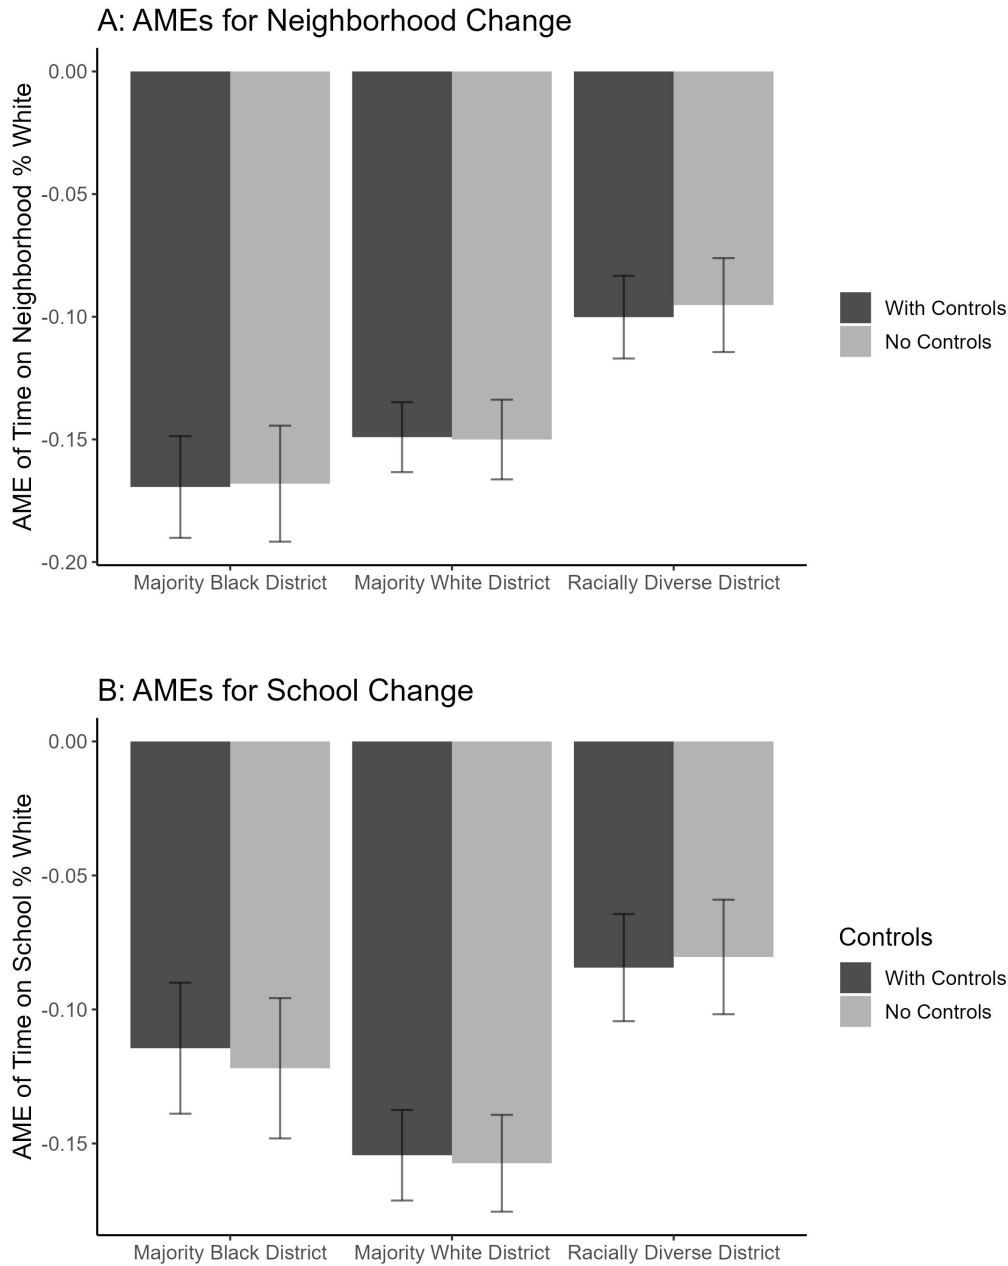 A: AMEs for Neighborhood Change
AME of Time on Neighborhood % White
0.00
-0.05
-0.10
-0.15
-0.20
Majority Black District
Majority White District
Racially Diverse District
With Controls
No Controls
B: AMEs for School Change
AME of Time on School % White
0.00
-0.05
-0.10
-0.15
Majority Black District
Majority White District
Racially Diverse District
Controls
With Controls
No Controls